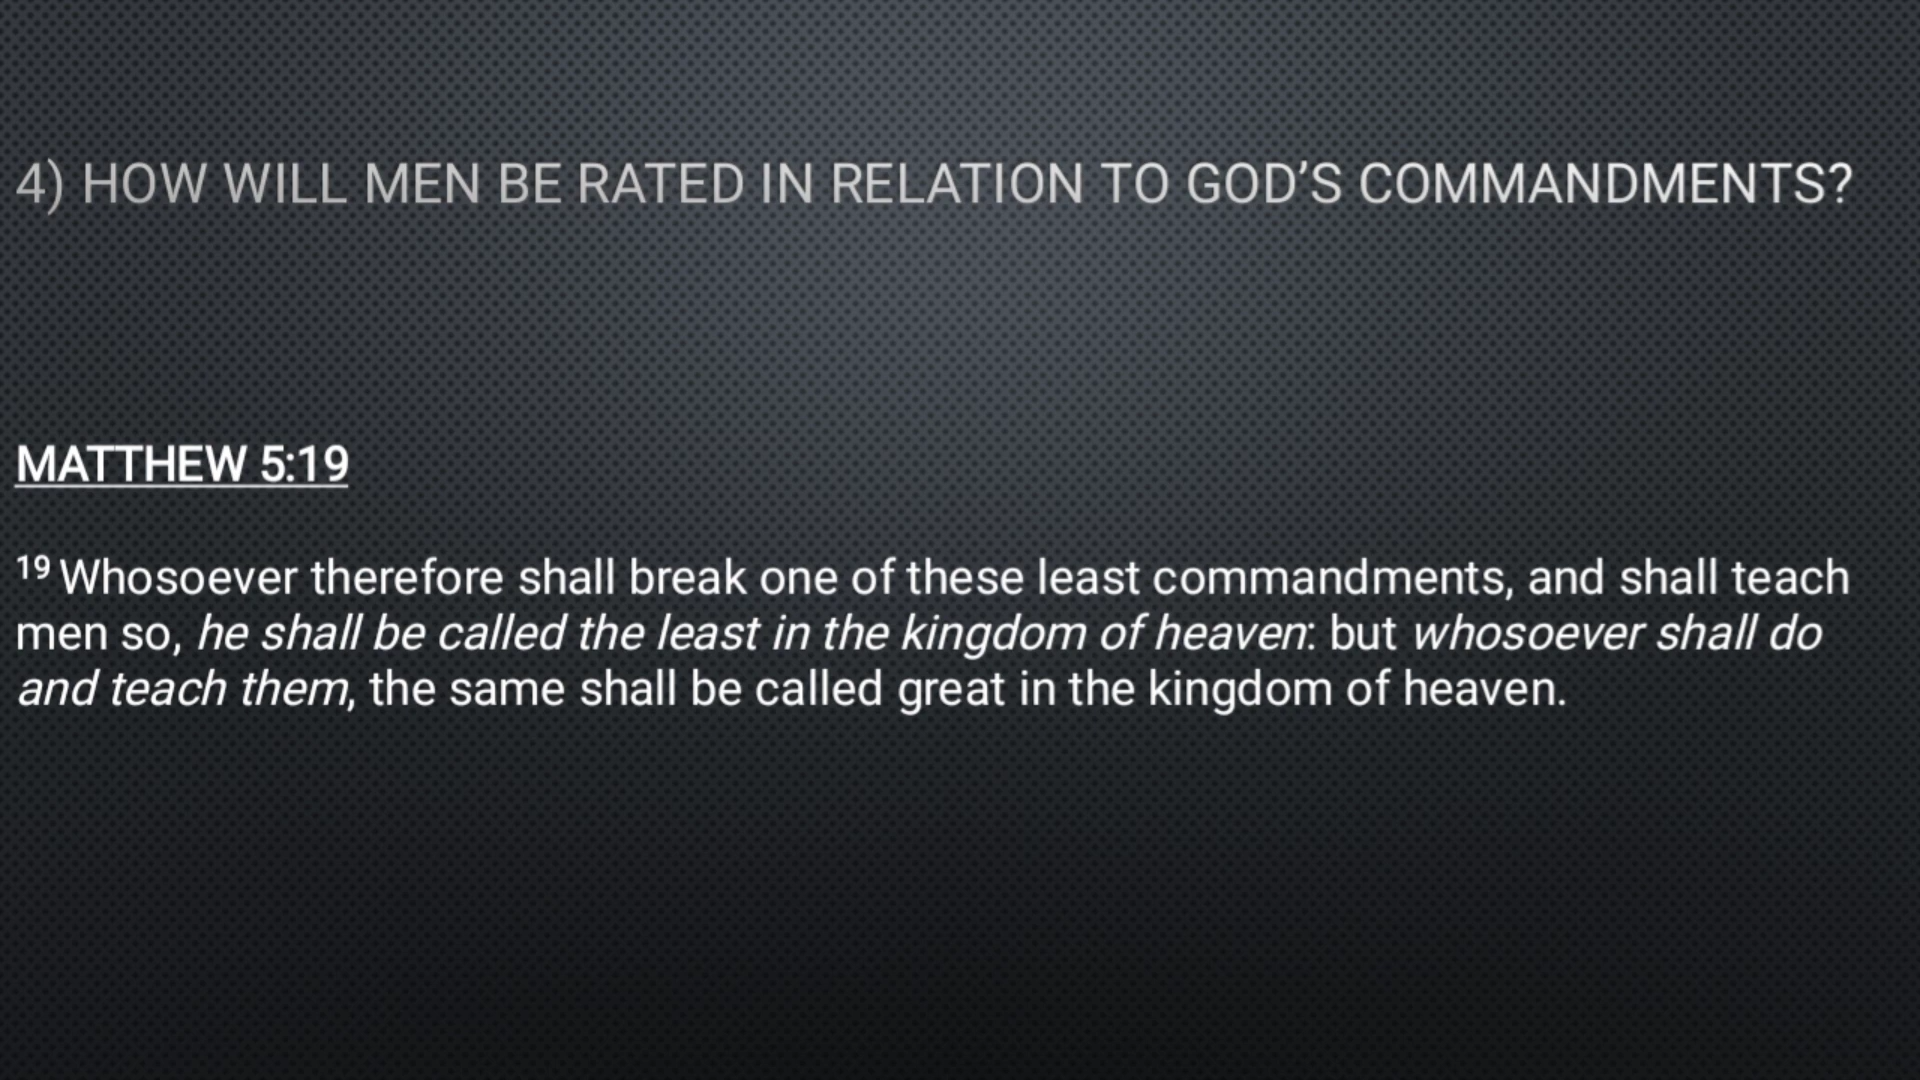 4) HOW WILL MEN BE RATED IN RELATION TO GOD’S COMMANDMENTS?
MATTHEW 5:19
19 Whosoever therefore shall break one of these least commandments, and shall teach
men so, he shall be called the least in the kingdom of heaven: but whosoever shall do
and teach them, the same shall be called great in the kingdom of heaven.